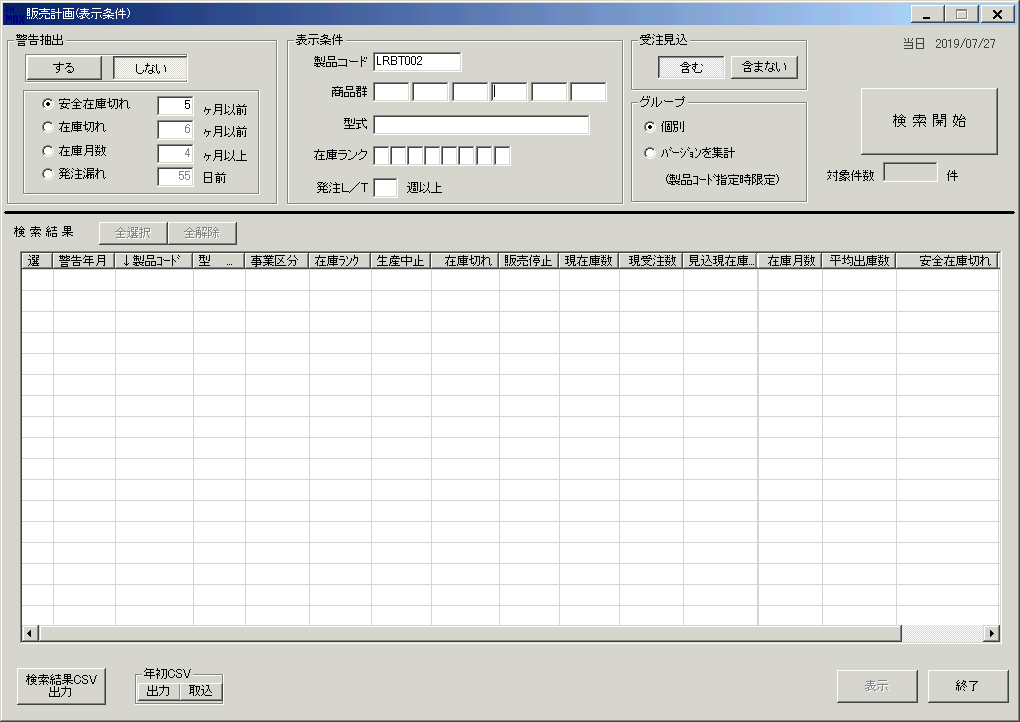 販売計画(表示条件)
警告抽出
する
しない
安全在庫切れ 5 ヶ月以前
在庫切れ 6 ヶ月以前
在庫月数 4 ヶ月以上
発注漏れ 55 日前
表示条件
製品コード LRBT002
商品群
型式
在庫ランク
発注L/T 週以上
受注見込
含む
含まない
グループ
個別
バージョンを集計
(製品コード指定時限定)
当日 2019/07/27
検索開始
対象件数 件
検索結果
全選択
全解除
選 警告年月 ↓製品コード 型 ... 事業区分 在庫ランク 生産中止 在庫切れ 販売停止 現在庫数 現受注数 見込現在庫... 在庫月数 平均出庫数 安全在庫切れ
検索結果CSV
出力
年初CSV
出力
取込
表示
終了